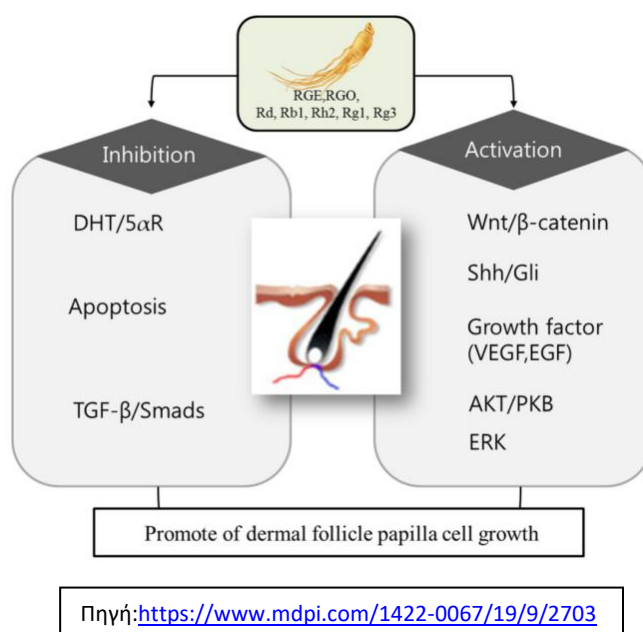 RGE,RGO,
Rd, Rb1, Rh2, Rg1, Rg3
Inhibition
DHT/5αR
Apoptosis
TGF-β/Smads
Activation
Wnt/β-catenin
Shh/Gli
Growth factor
(VEGF,EGF)
AKT/PKB
ERK
Promote of dermal follicle papilla cell growth
Πηγή:https://www.mdpi.com/1422-0067/19/9/2703